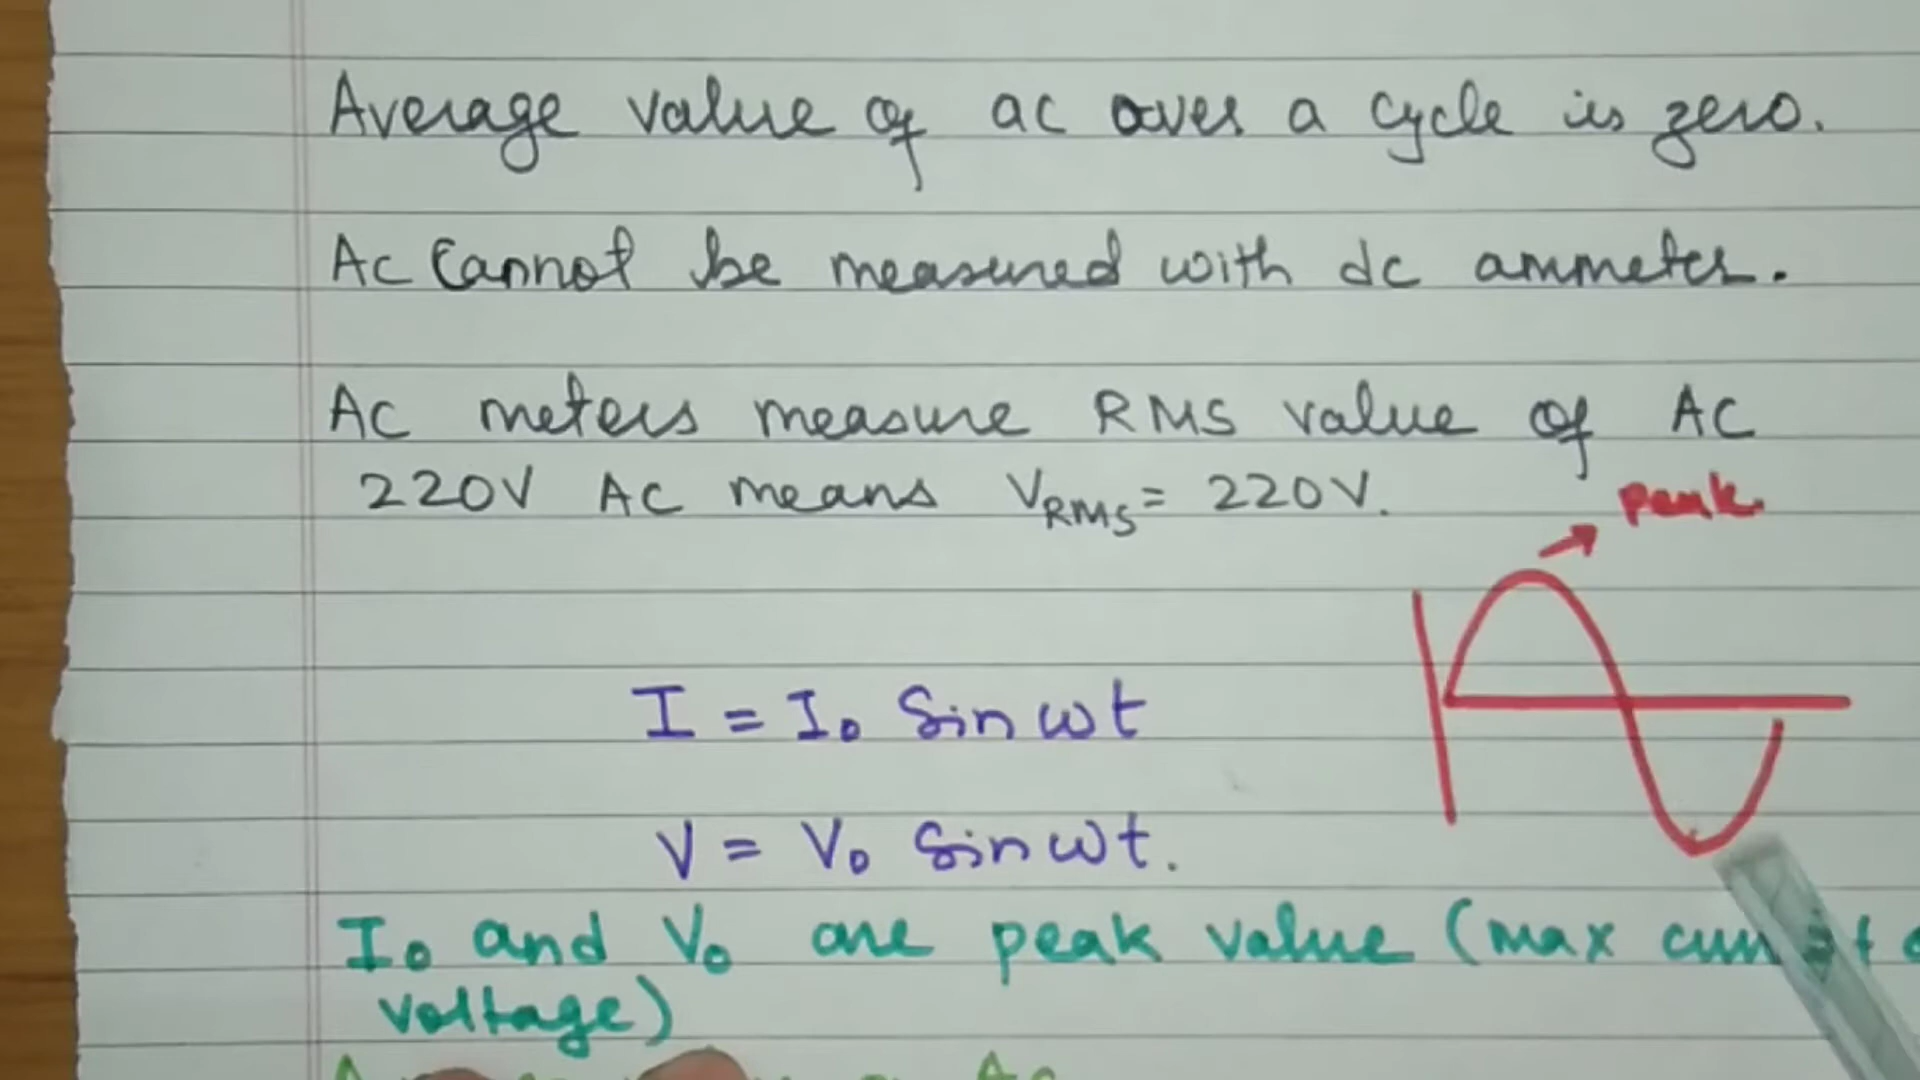 Average value of ac over a cycle is zero.
Ac Cannot be measured with dc ammeter.
Ac meters measure RMS value of AC
220V AC means VRMS = 220V.
peak
I = I₀ Sin ωt
V = V₀ Sin ωt.
I₀ and V₀ are peak value (max
voltage)